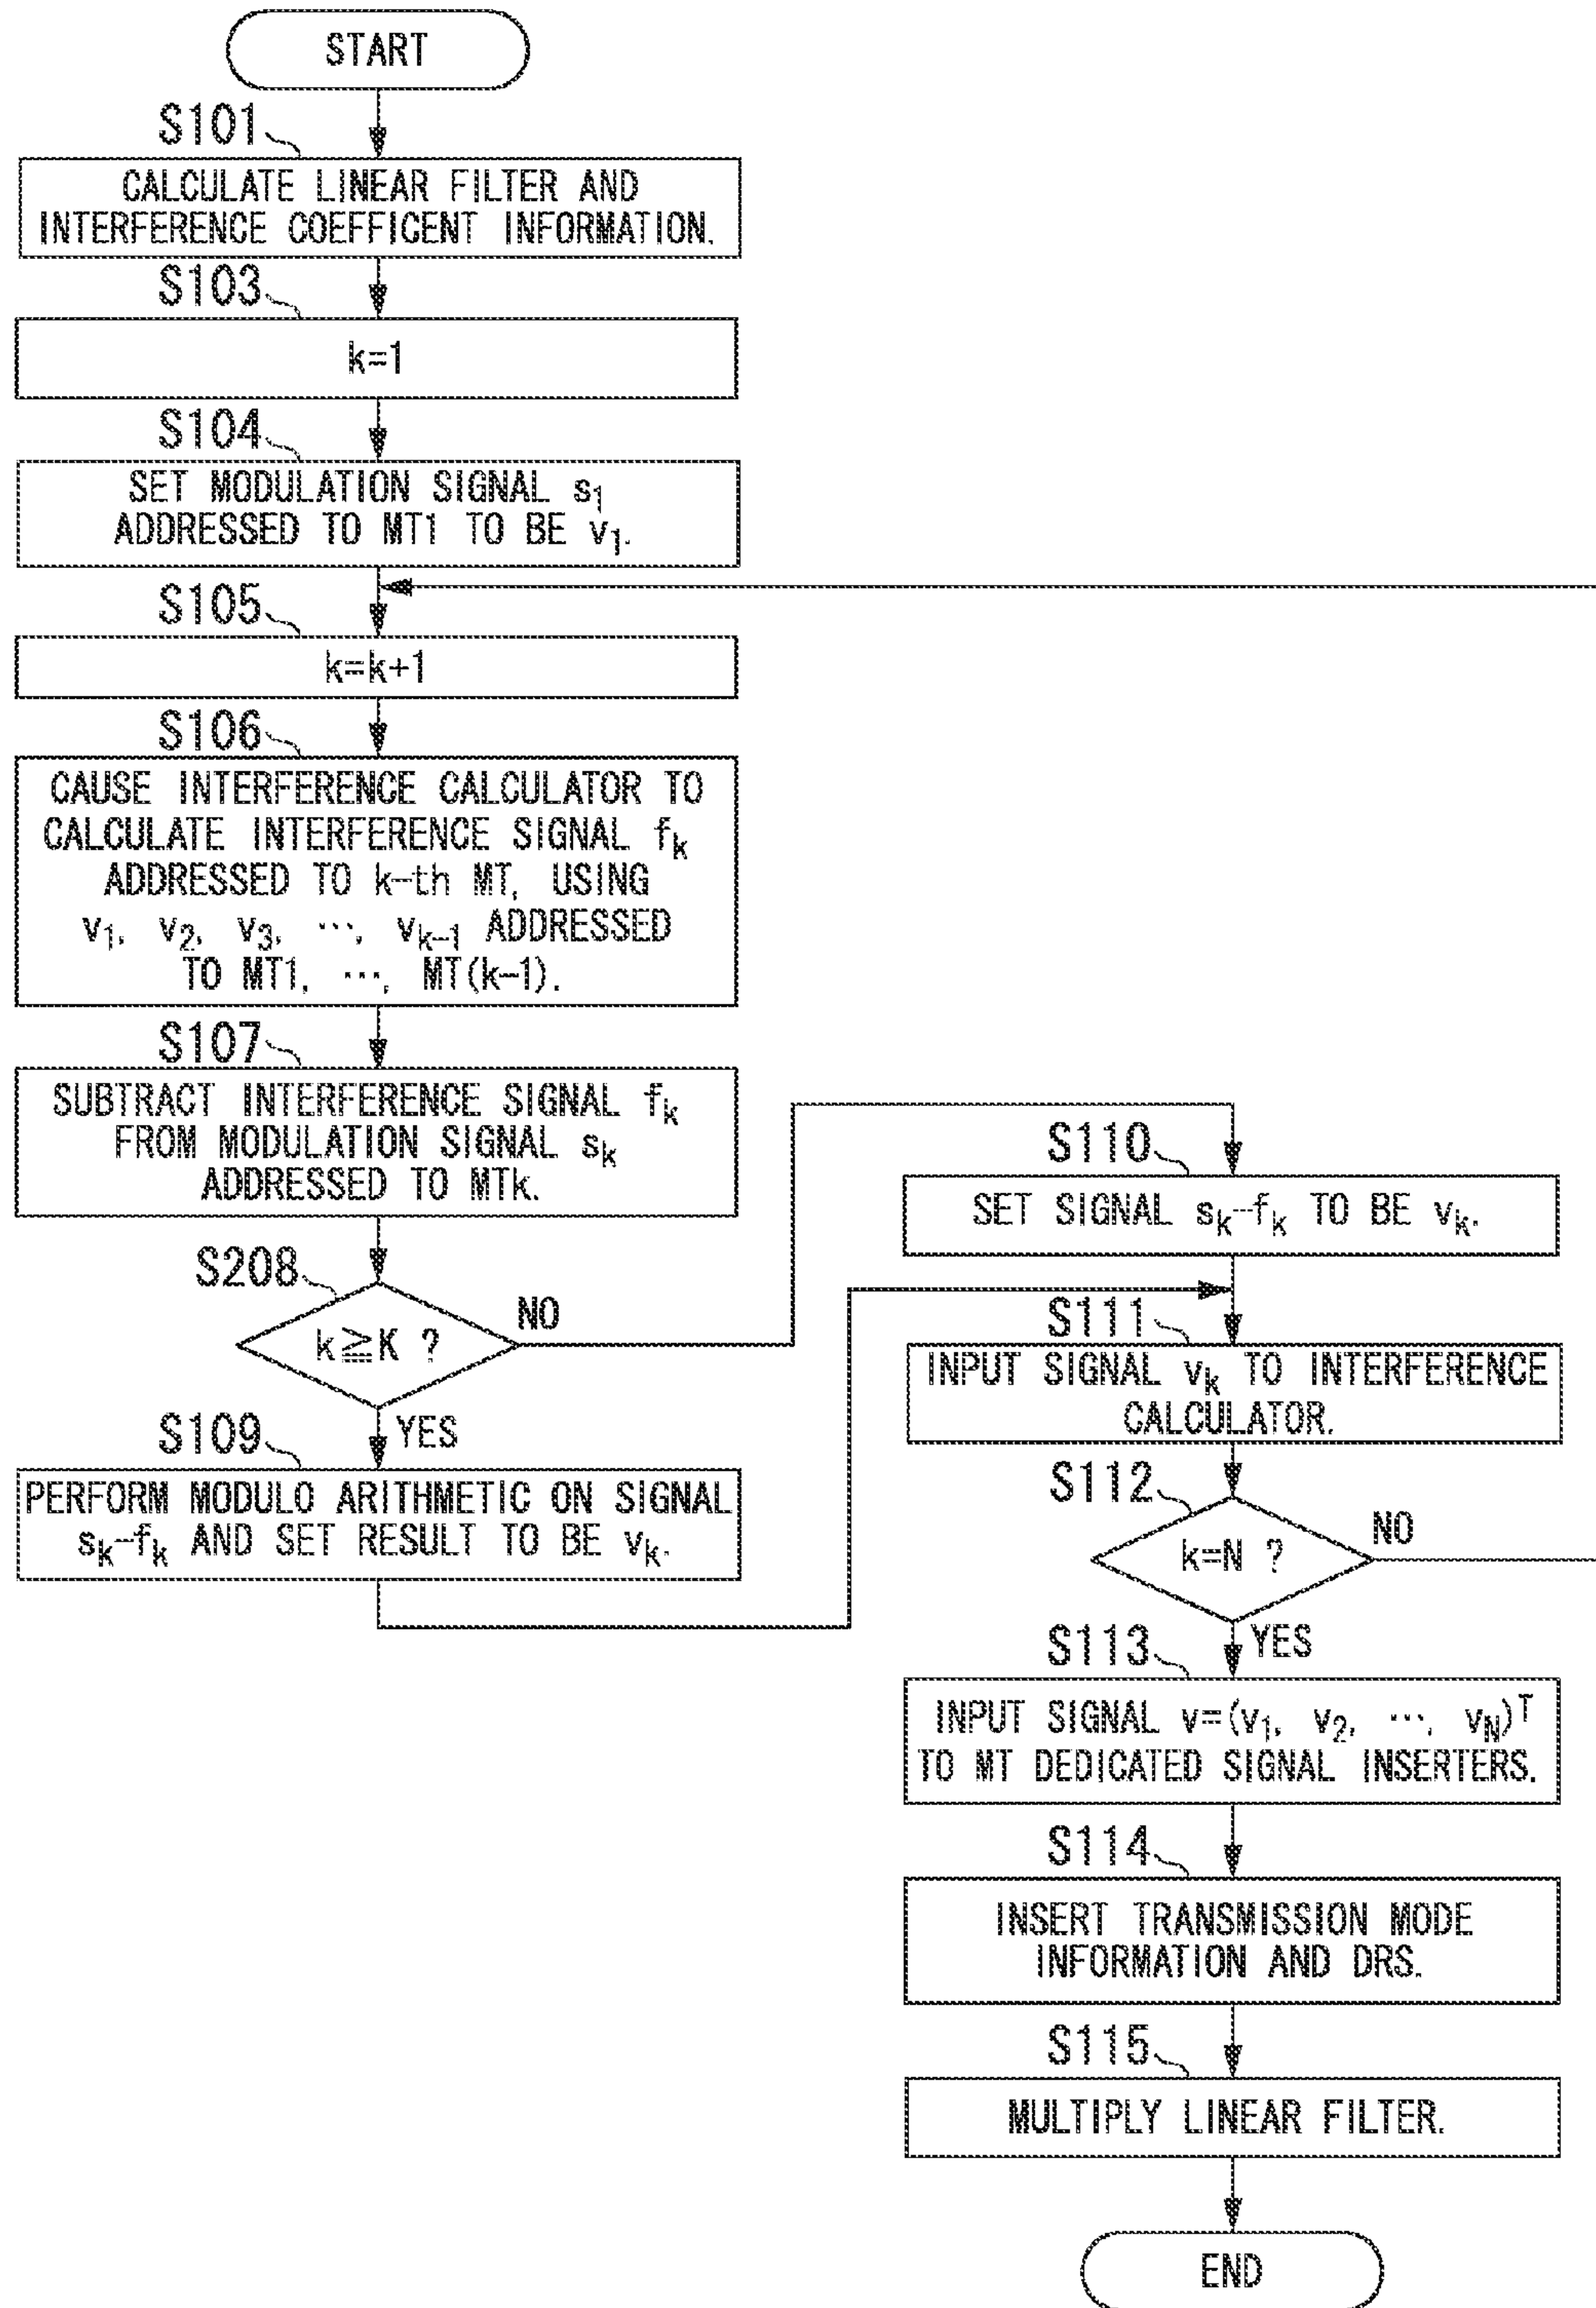 START
S101
CALCULATE LINEAR FILTER AND
INTERFERENCE COEFFICENT INFORMATION.
S103
k=1
S104
SET MODULATION SIGNAL s1
ADDRESSED TO MT1 TO BE v1.
S105
k=k+1
S106
CAUSE INTERFERENCE CALCULATOR TO
CALCULATE INTERFERENCE SIGNAL fk
ADDRESSED TO k-th MT, USING
v1, v2, v3, ···, vk-1 ADDRESSED
TO MT1, ···, MT(k-1).
S107
SUBTRACT INTERFERENCE SIGNAL fk
FROM MODULATION SIGNAL sk
ADDRESSED TO MTk.
S208
k≧K ?
NO
YES
S109
PERFORM MODULO ARITHMETIC ON SIGNAL
sk-fk AND SET RESULT TO BE vk.
S110
SET SIGNAL sk-fk TO BE vk.
S111
INPUT SIGNAL vk TO INTERFERENCE
CALCULATOR.
S112
k=N ?
NO
YES
S113
INPUT SIGNAL v=(v1, v2, ···, vN)T
TO MT DEDICATED SIGNAL INSERTERS.
S114
INSERT TRANSMISSION MODE
INFORMATION AND DRS.
S115
MULTIPLY LINEAR FILTER.
END